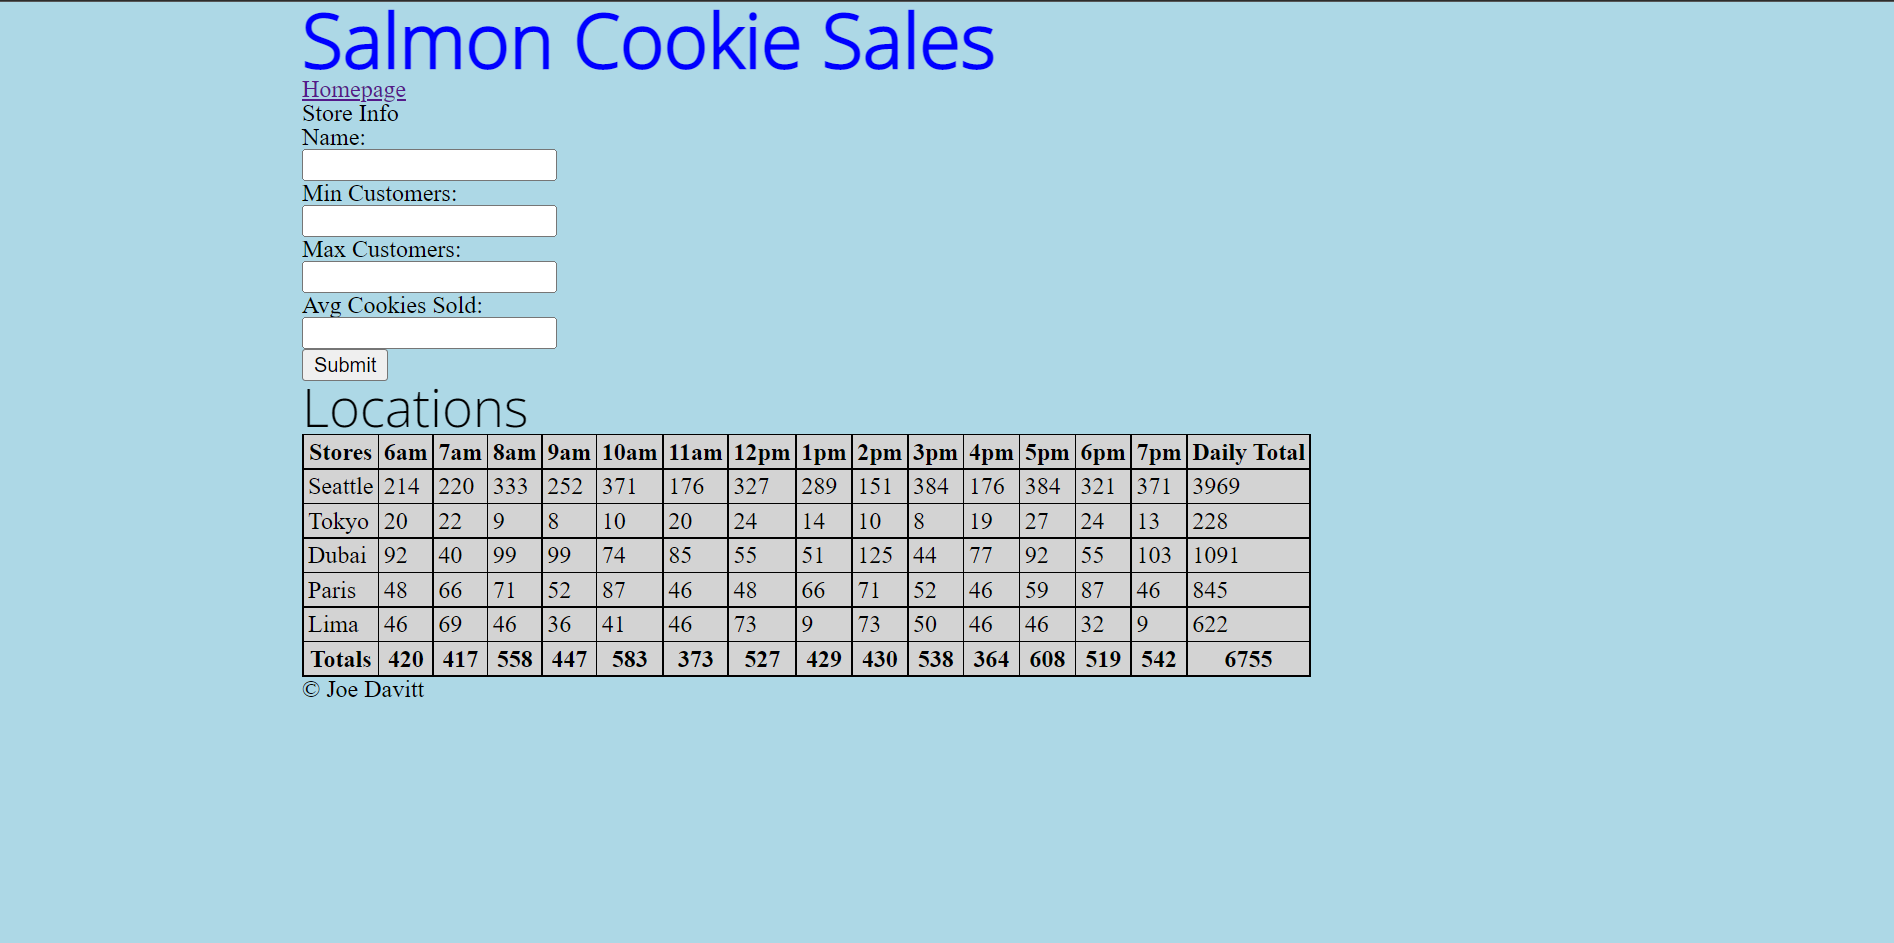 Salmon Cookie Sales
Homepage
Store Info
Name:
Min Customers:
Max Customers:
Avg Cookies Sold:
Submit
Locations
Stores 6am 7am 8am 9am 10am 11am 12pm 1pm 2pm 3pm 4pm 5pm 6pm 7pm Daily Total
Seattle 214 220 333 252 371 176 327 289 151 384 176 384 321 371 3969
Tokyo 20 22 9 8 10 20 24 14 10 8 19 27 24 13 228
Dubai 92 40 99 99 74 85 55 51 125 44 77 92 55 103 1091
Paris 48 66 71 52 87 46 48 66 71 52 46 59 87 46 845
Lima 46 69 46 36 41 46 73 9 73 50 46 46 32 9 622
Totals 420 417 558 447 583 373 527 429 430 538 364 608 519 542 6755
© Joe Davitt